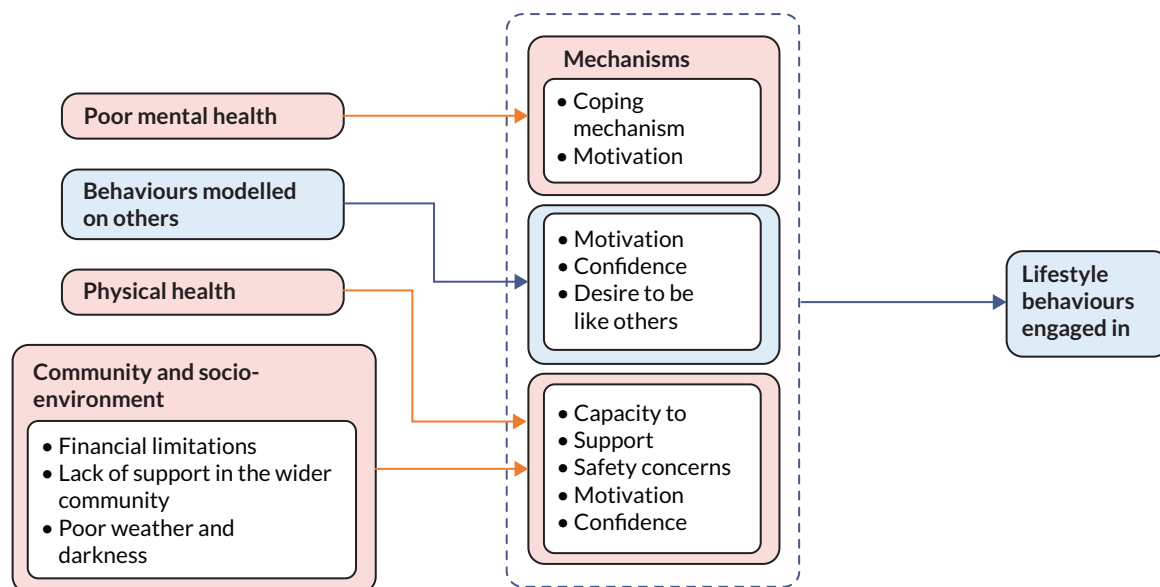 Poor mental health
Behaviours modelled
on others
Physical health
Community and socio-
environment
• Financial limitations
• Lack of support in the wider
community
• Poor weather and
darkness
Mechanisms
• Coping
mechanism
• Motivation
• Motivation
• Confidence
• Desire to be
like others
• Capacity to
• Support
• Safety concerns
• Motivation
• Confidence
Lifestyle
behaviours
engaged in